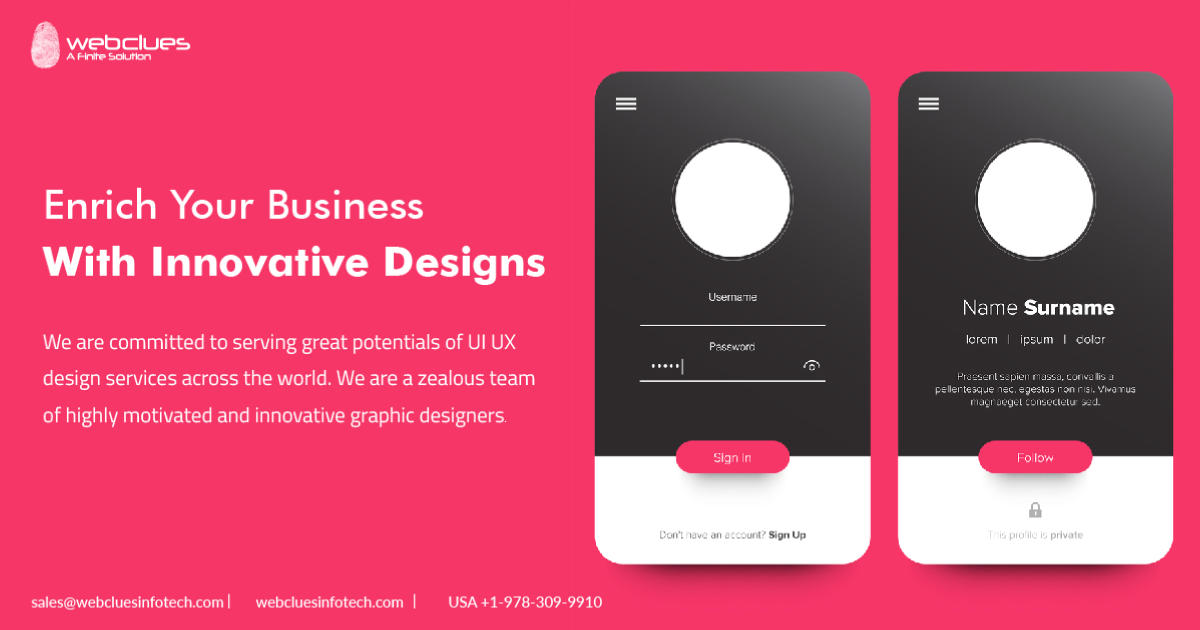 webclues
A Finite Solution
Enrich Your Business
With Innovative Designs
We are committed to serving great potentials of UI UX
design services across the world. We are a zealous team
of highly motivated and innovative graphic designers.
Username
Password
•••••|
Sign in
Don't have an account? Sign Up
Name Surname
lorem | ipsum | dolor
Praesent sapien massa, convallis a
pellentesque nec, egestas non nisi. Vivamus
magnaeget consectetur sed.
Follow
This profile is private
sales@webcluesinfotech.com | webcluesinfotech.com | USA +1-978-309-9910